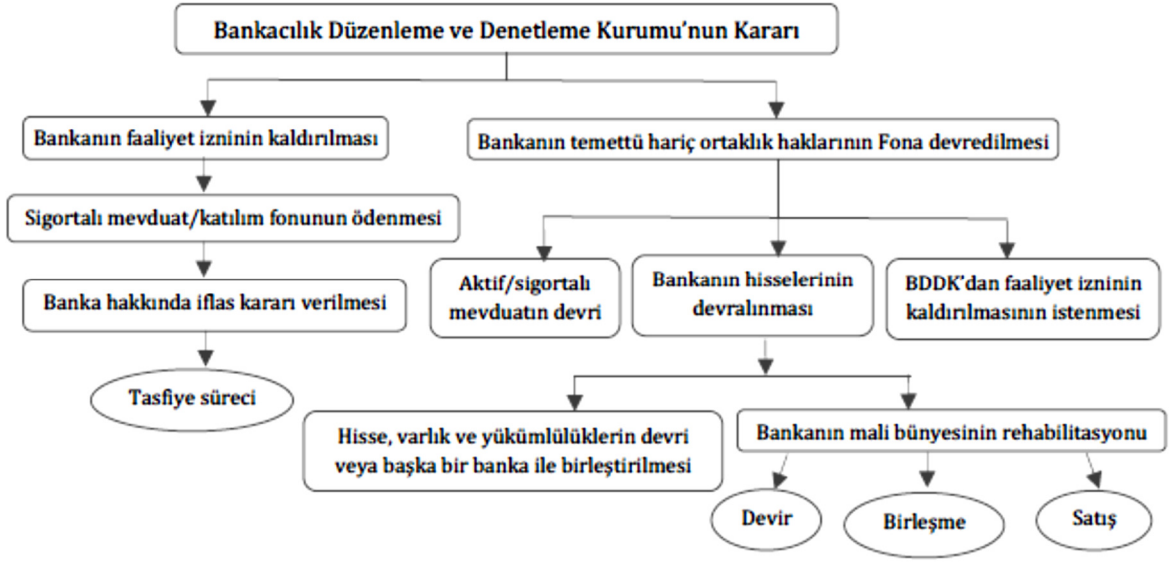 Bankacılık Düzenleme ve Denetleme Kurumu’nun Kararı
Bankanın faaliyet izninin kaldırılması
Bankanın temettü hariç ortaklık haklarının Fona devredilmesi
Sigortalı mevduat/katılım fonunun ödenmesi
Banka hakkında iflas kararı verilmesi
Tasfiye süreci
Aktif/sigortalı
mevduatın devri
Bankanın hisselerinin
devralınması
BDDK’dan faaliyet izninin
kaldırılmasının istenmesi
Hisse, varlık ve yükümlülüklerin devri
veya başka bir banka ile birleştirilmesi
Bankanın mali bünyesinin rehabilitasyonu
Devir
Birleşme
Satış